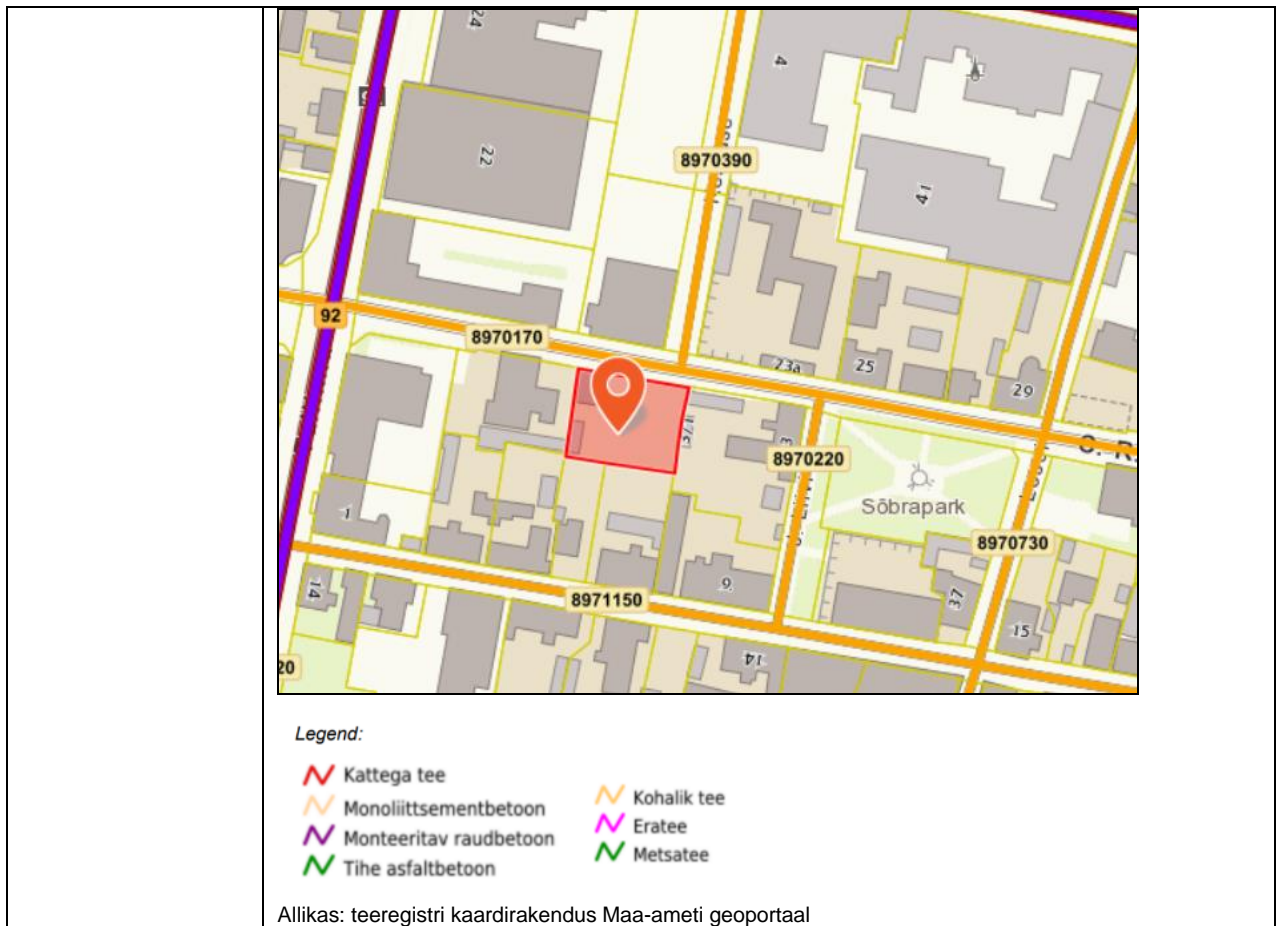 24
4
22
8970390
41
92
8970170
23a
25
29
3
8970220
Sõbrapark
8970730
1
9
8971150
37
14
15
14
20
Legend:
Kattega tee
Monoliittsementbetoon
Monteeritav raudbetoon
Tihe asfaltbetoon
Kohalik tee
Eratee
Metsatee
Allikas: teeregistri kaardirakendus Maa-ameti geoportaal